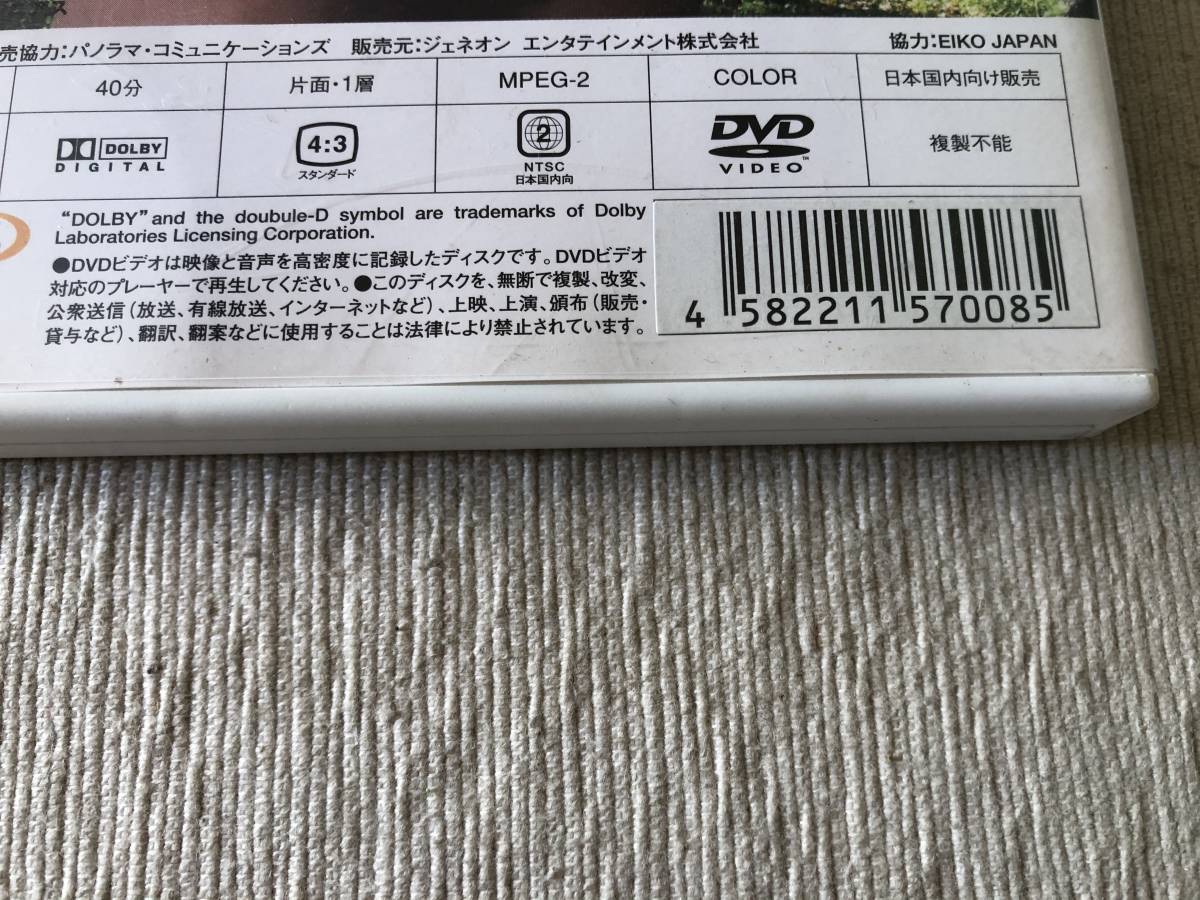 売協力:パノラマ・コミュニケーションズ 販売元:ジェネオン エンタテインメント株式会社 協力:EIKO JAPAN
40分 片面・1層 MPEG-2 COLOR 日本国内向け販売
DOLBY
DIGITAL
4:3
スタンダード
2
NTSC
日本国内向
DVD
VIDEO
TM
複製不能
“DOLBY” and the doubule-D symbol are trademarks of Dolby
Laboratories Licensing Corporation.
●DVDビデオは映像と音声を高密度に記録したディスクです。DVDビデオ
対応のプレーヤーで再生してください。●このディスクを、無断で複製、改変、
公衆送信(放送、有線放送、インターネットなど)、上映、上演、頒布(販売・
貸与など)、翻訳、翻案などに使用することは法律により禁止されています。
4 582211 570085